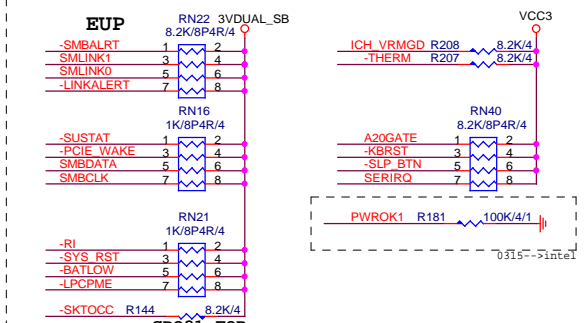 EUP
RN22 3VDUAL_SB
8.2K/8P4R/4
-SMBALRT 1 2
SMLINK1 3 4
SMLINK0 5 6
-LINKALERT 7 8
RN16
1K/8P4R/4
-SUSTAT 1 2
-PCIE_WAKE 3 4
SMBDATA 5 6
SMBCLK 7 8
RN21
1K/8P4R/4
-RI 1 2
-SYS_RST 3 4
-BATLOW 5 6
-LPCPME 7 8
-SKTOCC R144 8.2K/4
VCC3
ICH_VRMGD R208 8.2K/4
-THERM R207 8.2K/4
RN40
8.2K/8P4R/4
A20GATE 1 2
-KBRST 3 4
-SLP_BTN 5 6
SERIRQ 7 8
PWROK1 R181 100K/4/1
0315-->intel